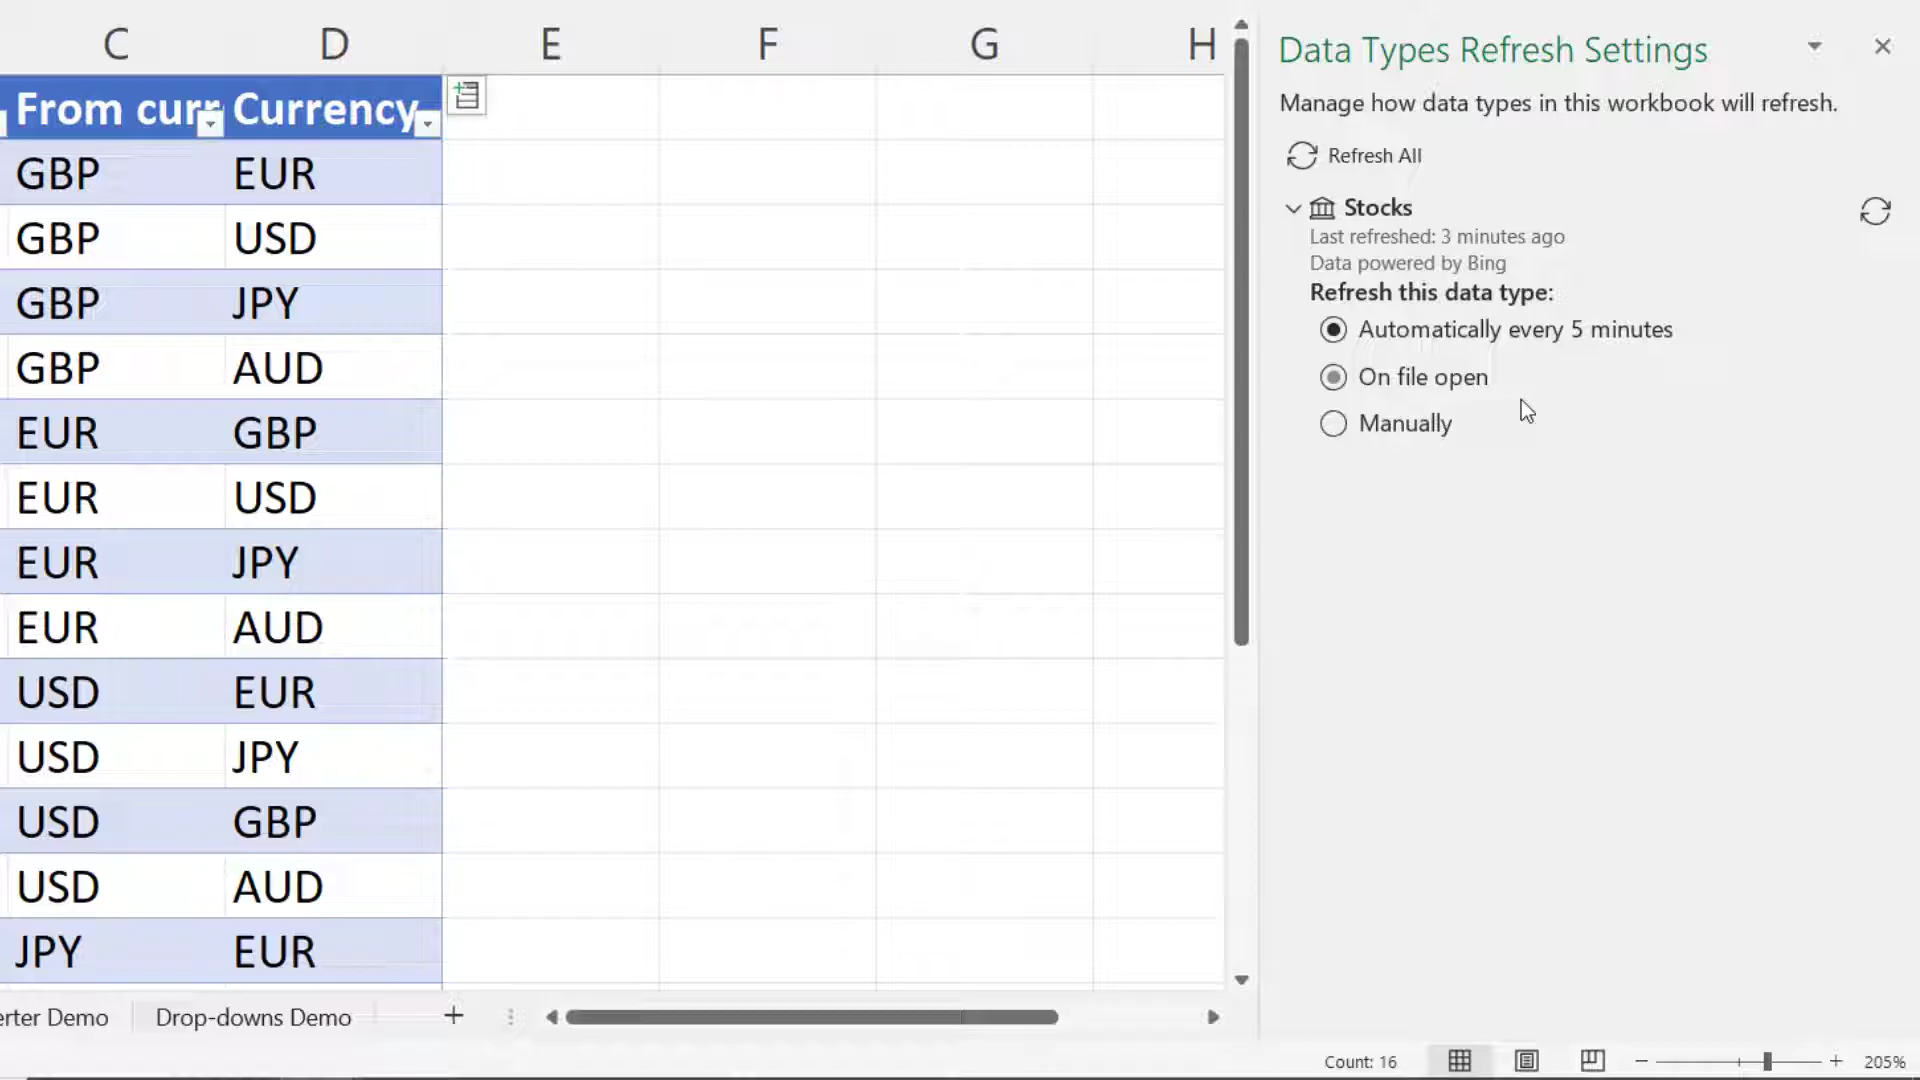 C D E F G H
From curr Currency
GBP EUR
GBP USD
GBP JPY
GBP AUD
EUR GBP
EUR USD
EUR JPY
EUR AUD
USD EUR
USD JPY
USD GBP
USD AUD
JPY EUR
erter Demo Drop-downs Demo
Data Types Refresh Settings
Manage how data types in this workbook will refresh.
Refresh All
Stocks
Last refreshed: 3 minutes ago
Data powered by Bing
Refresh this data type:
Automatically every 5 minutes
On file open
Manually
Count: 16 205%